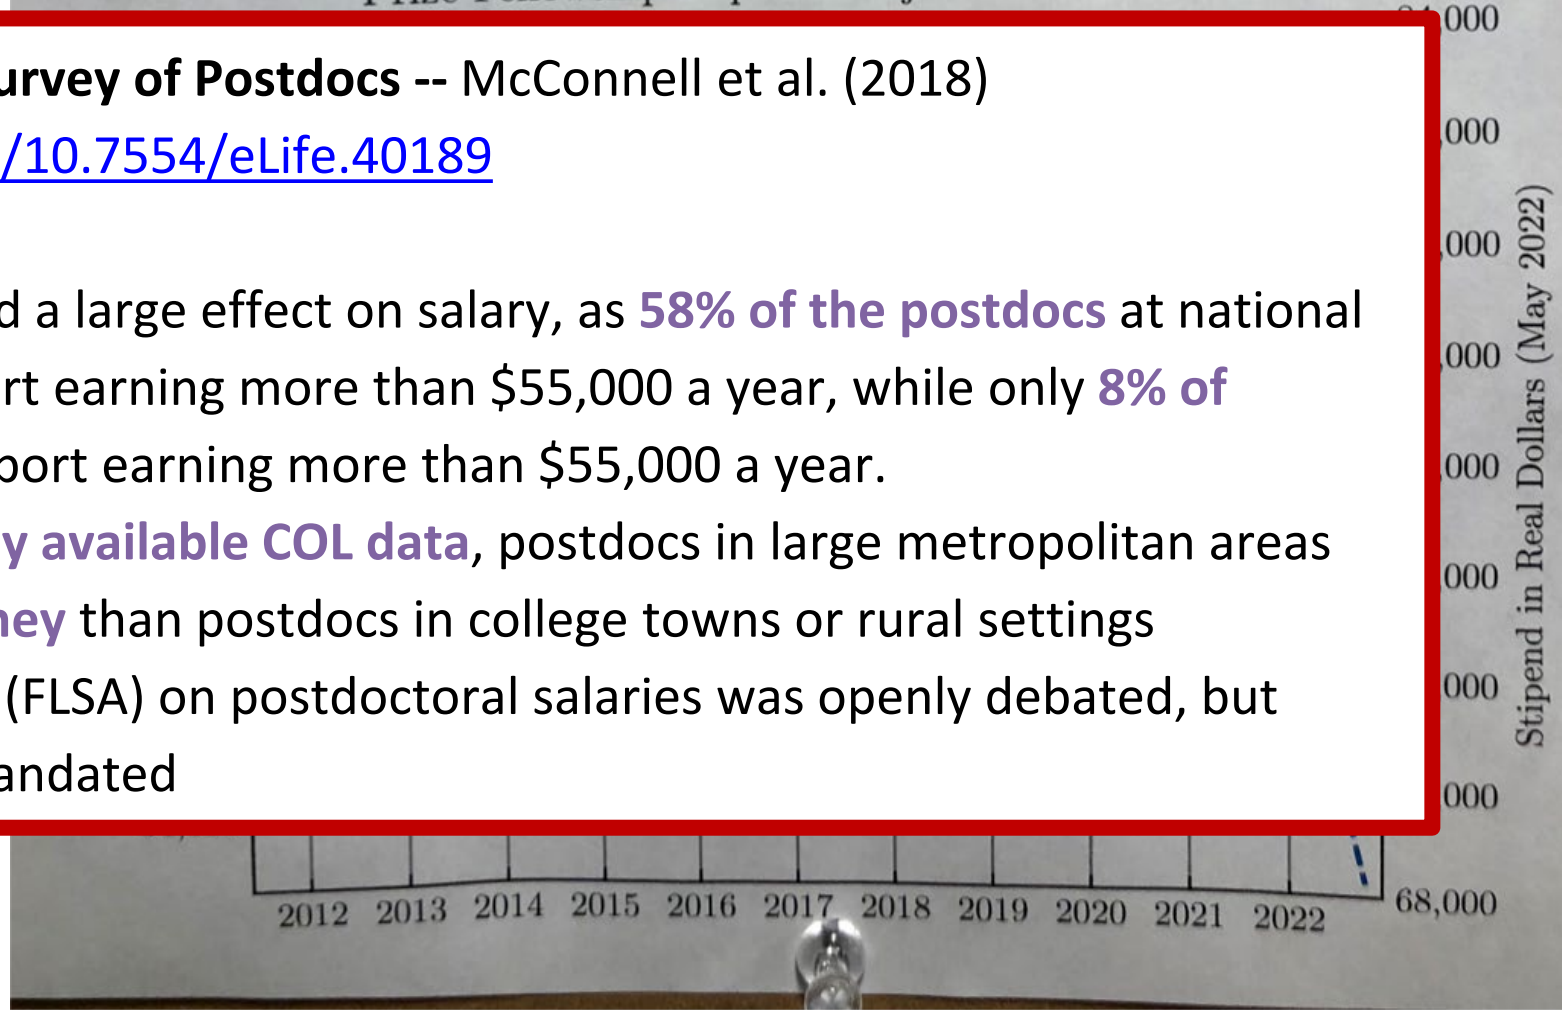 urvey of Postdocs -- McConnell et al. (2018)
/10.7554/eLife.40189
d a large effect on salary, as 58% of the postdocs at national
rt earning more than $55,000 a year, while only 8% of
port earning more than $55,000 a year.
y available COL data, postdocs in large metropolitan areas
ney than postdocs in college towns or rural settings
(FLSA) on postdoctoral salaries was openly debated, but
andated
,000
,000
,000
,000
,000
,000
,000
,000
68,000
Stipend in Real Dollars (May 2022)
2012 2013 2014 2015 2016 2017 2018 2019 2020 2021 2022